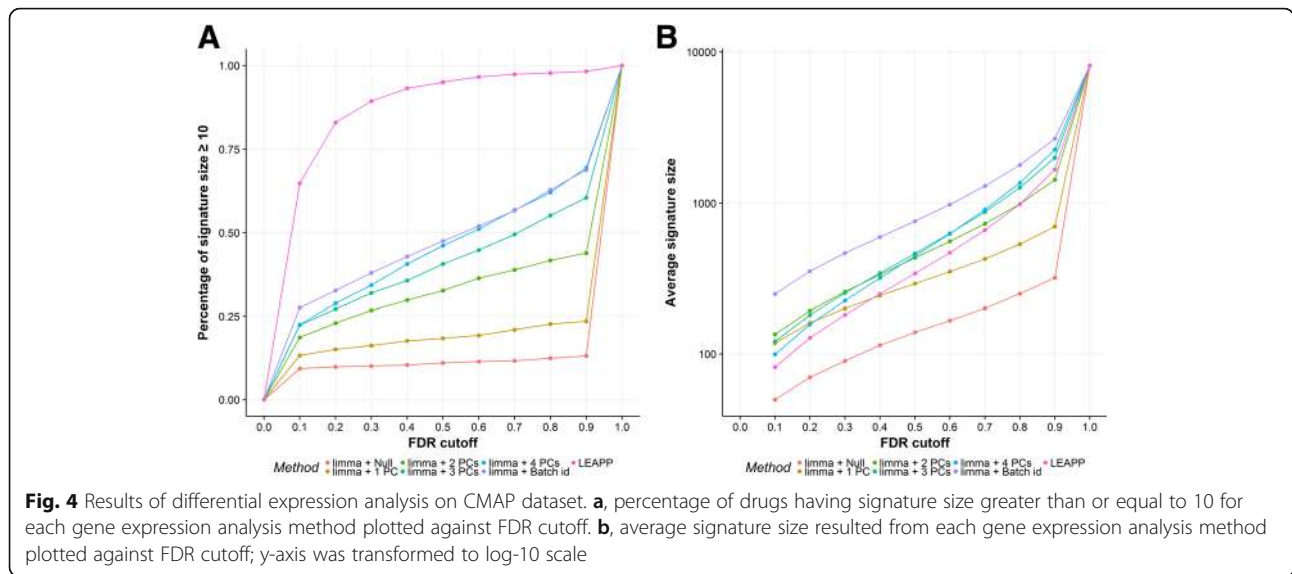 A
B
Percentage of signature size ≥ 10
1.00
0.75
0.50
0.25
0.00
0.0 0.1 0.2 0.3 0.4 0.5 0.6 0.7 0.8 0.9 1.0
FDR cutoff
Method limma + Null limma + 2 PCs limma + 4 PCs LEAPP
limma + 1 PC limma + 3 PCs limma + Batch id
Average signature size
10000
1000
100
0.0 0.1 0.2 0.3 0.4 0.5 0.6 0.7 0.8 0.9 1.0
FDR cutoff
Method limma + Null limma + 2 PCs limma + 4 PCs LEAPP
limma + 1 PC limma + 3 PCs limma + Batch id
Fig. 4 Results of differential expression analysis on CMAP dataset. a, percentage of drugs having signature size greater than or equal to 10 for
each gene expression analysis method plotted against FDR cutoff. b, average signature size resulted from each gene expression analysis method
plotted against FDR cutoff; y-axis was transformed to log-10 scale